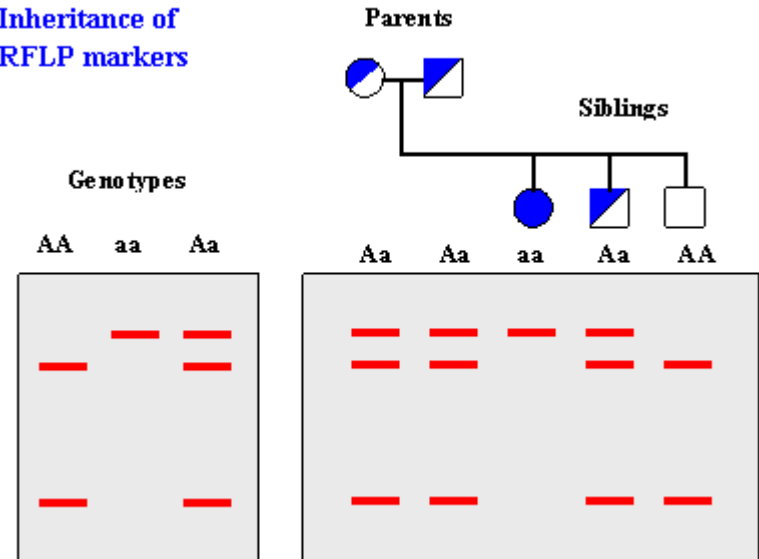 Inheritance of
RFLP markers
Parents
Siblings
Genotypes
AA aa Aa
Aa Aa aa Aa AA